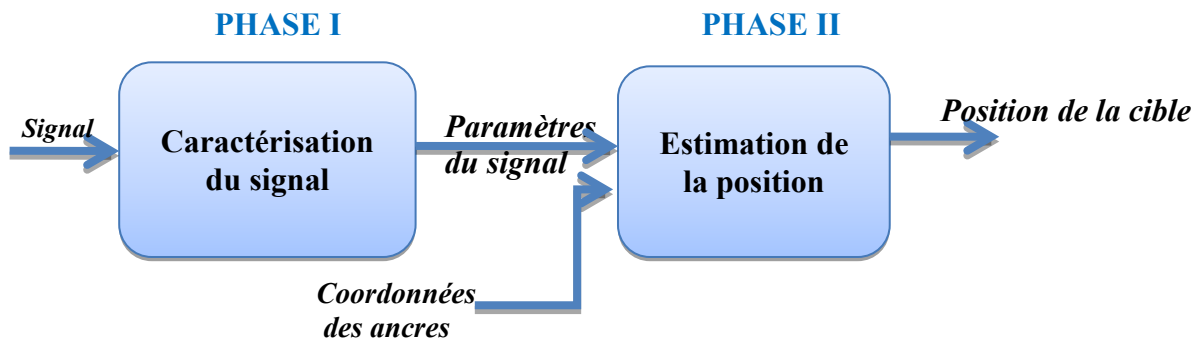 PHASE I
PHASE II
Signal
Caractérisation
du signal
Paramètres
du signal
Estimation de
la position
Position de la cible
Coordonnées
des ancres